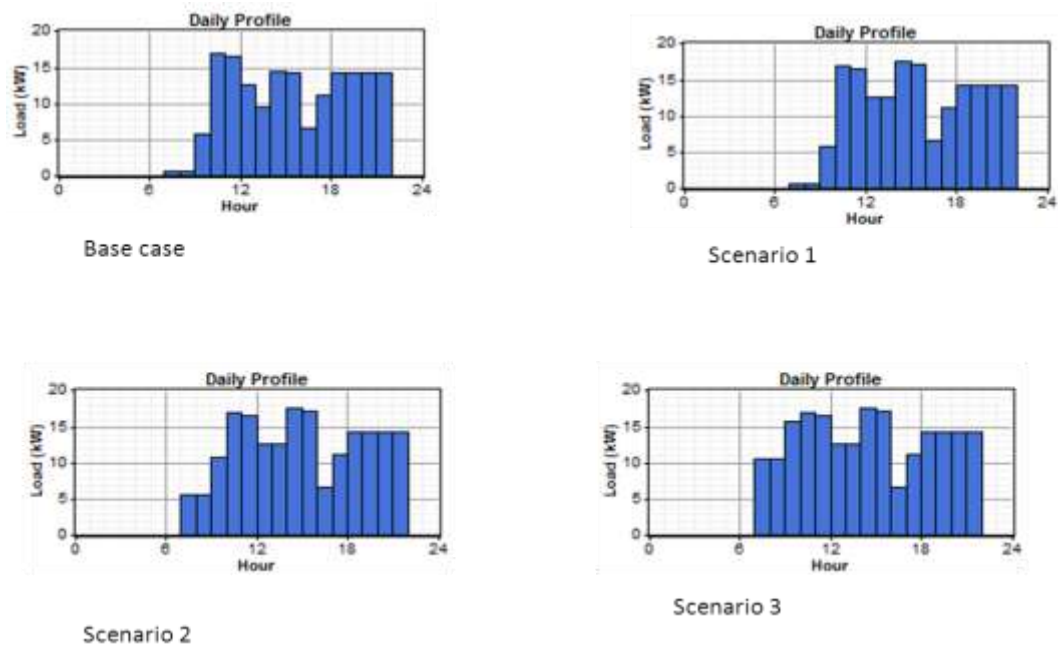 Daily Profile
20
15
10
5
0
Load (kW)
0 6 12 18 24
Hour
Base case
Daily Profile
20
15
10
5
0
Load (kW)
0 6 12 18 24
Hour
Scenario 1
Daily Profile
20
15
10
5
0
Load (kW)
0 6 12 18 24
Hour
Scenario 2
Daily Profile
20
15
10
5
0
Load (kW)
0 6 12 18 24
Hour
Scenario 3